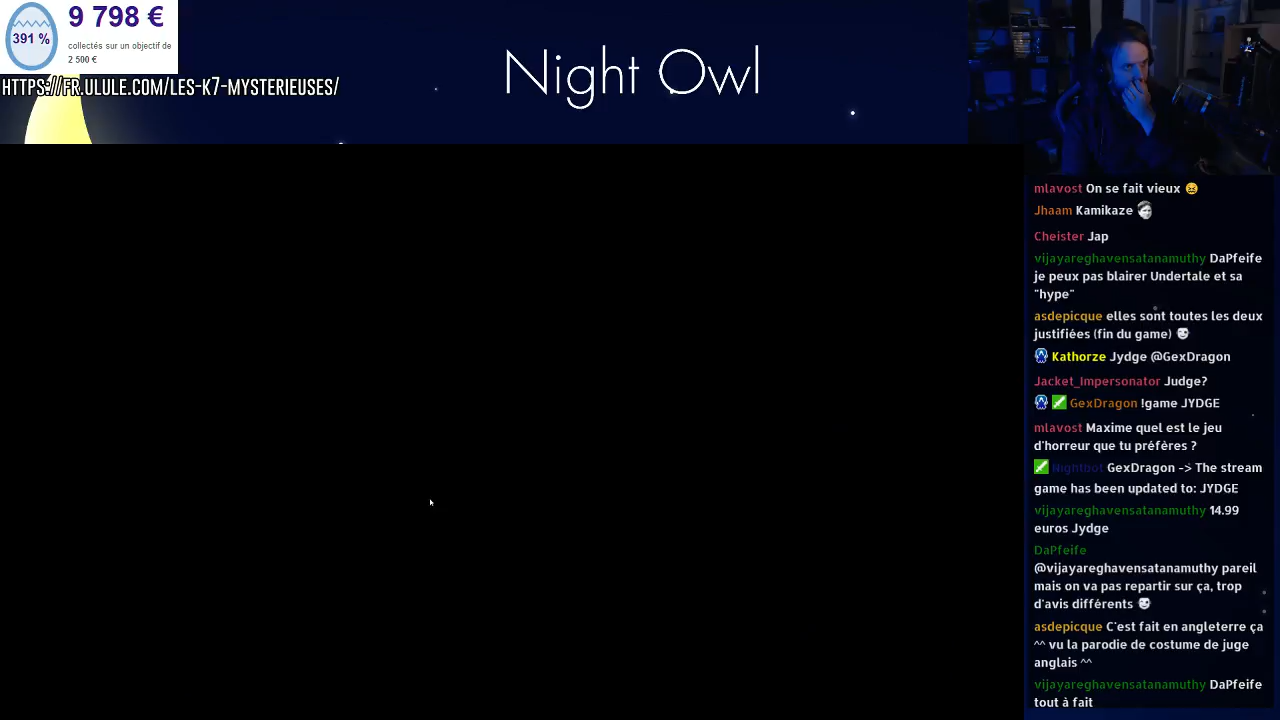 9 798 €
391 %
collectés sur un objectif de
2 500 €
HTTPS://FR.ULULE.COM/LES-K7-MYSTERIEUSES/
Night Owl
mlavost On se fait vieux
Jhaam Kamikaze
Cheister Jap
vijayareghavensatanamuthy DaPfeife
je peux pas blairer Undertale et sa
"hype"
asdepicque elles sont toutes les deux
justifiées (fin du game)
Kathorze Jydge @GexDragon
Jacket_Impersonator Judge?
GexDragon !game JYDGE
mlavost Maxime quel est le jeu
d'horreur que tu préfères ?
Nightbot GexDragon -> The stream
game has been updated to: JYDGE
vijayareghavensatanamuthy 14.99
euros Jydge
DaPfeife
@vijayareghavensatanamuthy pareil
mais on va pas repartir sur ça, trop
d'avis différents
asdepicque C'est fait en angleterre ça
^^ vu la parodie de costume de juge
anglais ^^
vijayareghavensatanamuthy DaPfeife
tout à fait